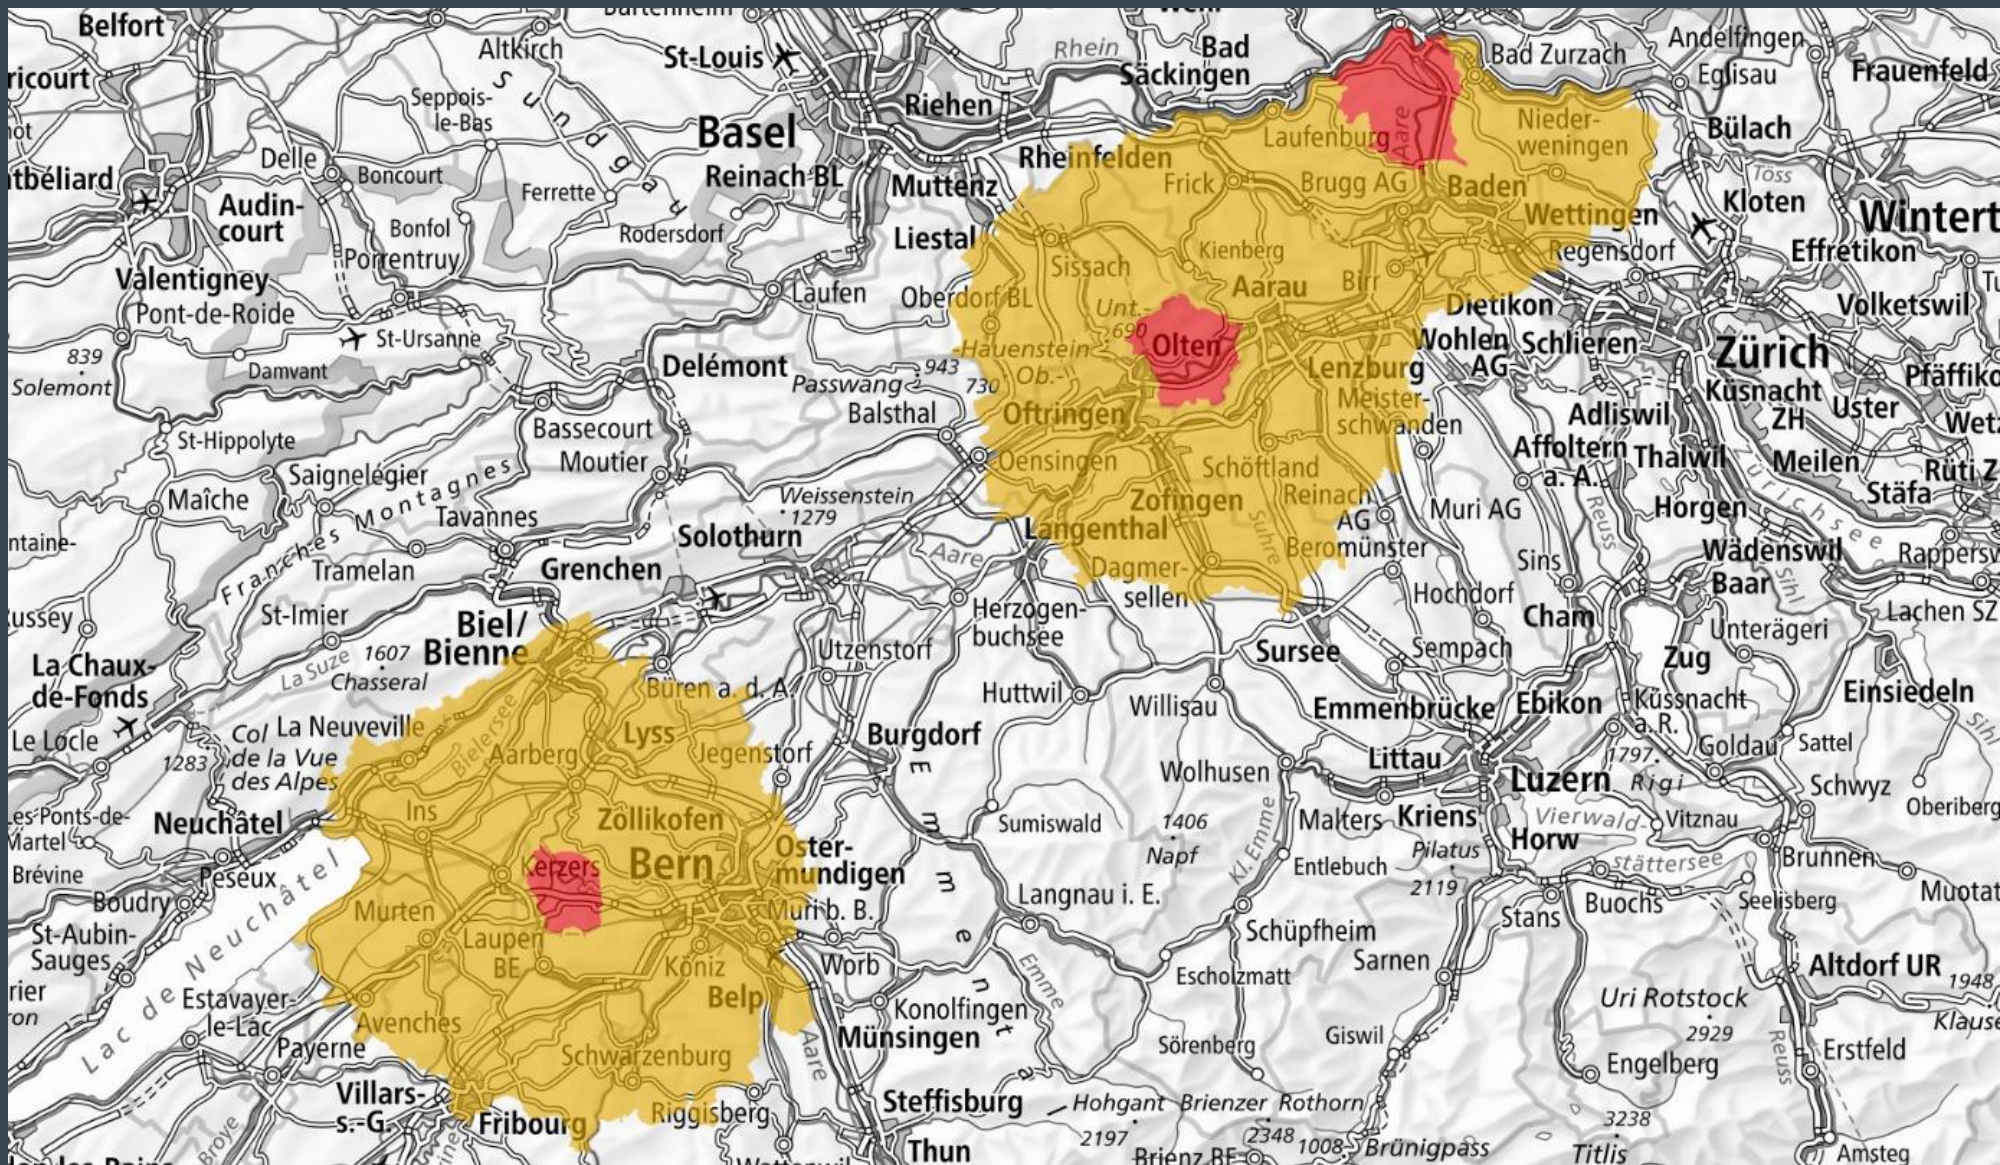 Belfort
Altkirch
St-Louis
Rhein
Bad
Säckingen
Bad Zurzach
Andelfingen
Eglisau
Frauenfeld
Seppois-
le-Bas
Sundgau
Riehen
Basel
Laufenburg
Aare
Nieder-
weningen
Bülach
Delle
Boncourt
Ferrette
Reinach BL
Muttenz
Rheinfelden
Frick
Brugg AG
Baden
Töss
Kloten
Audin-
court
Bonfol
Rodersdorf
Liestal
Wettingen
Regensdorf
Effretikon
Porrentruy
Valentigney
Pont-de-Roide
Laufen
Oberdorf BL
Sissach
Kienberg
Aarau
Birr
Dietikon
Volketswil
839
Solemont
St-Ursanne
Damvant
Delémont
Passwang
943
730
Unt.-
690
Hauenstein
Ob.-
Olten
Lenzburg
Wohlen
AG
Schlieren
Zürich
Küsnacht
ZH
Uster
St-Hippolyte
Bassecourt
Moutier
Balsthal
Oftringen
Meister-
schwanden
Adliswil
Affoltern
a. A.
Thalwil
Meilen
Maîche
Saignelégier
Franches Montagnes
Tavannes
Tramelan
Weissenstein
1279
Solothurn
Oensingen
Schöftland
Zofingen
Reinach
AG
Muri AG
Horgen
Stäfa
Zürichsee
Langenthal
Suhre
Beromünster
Reuss
Wädenswil
Baar
Sihl
Grenchen
Aare
Dagmer-
sellen
Sins
Hochdorf
Cham
Lachen SZ
St-Imier
Biel/
Bienne
Herzogen-
buchsee
Utzenstorf
Sursee
Sempach
Unterägeri
Zug
La Chaux-
de-Fonds
La Suze
1607
Chasseral
Büren a. d. A.
Huttwil
Willisau
Emmenbrücke
Ebikon
Küssnacht
a. R.
Einsiedeln
Le Locle
1283
Col
de la Vue
des Alpes
La Neuveville
Bielersee
Aarberg
Lyss
Jegenstorf
Burgdorf
Emmental
Wolhusen
Littau
Luzern
1797
Rigi
Goldau
Sattel
Schwyz
Les Ponts-de-
Martel
Neuchâtel
Ins
Zollikofen
Oster-
mundigen
Sumiswald
1406
Napf
Kl. Emme
Malters
Kriens
Horw
Vierwald-
stättersee
Vitznau
Brunnen
Peseux
Boudry
Kerzers
Bern
Entlebuch
Pilatus
2119
Stans
Buochs
Seelisberg
St-Aubin-
Sauges
Lac de Neuchâtel
Murten
Laupen
BE
Köniz
Muri b. B.
Worb
Langnau i. E.
Schüpfheim
Sarnen
Altdorf UR
1948
Estavayer-
le-Lac
Avenches
Belp
Konolfingen
Münsingen
Emme
Escholzmatt
Uri Rotstock
2929
Payerne
Schwarzenburg
Aare
Sörenberg
Giswil
Engelberg
Reuss
Erstfeld
Villars-
s.-G.
Fribourg
Riggisberg
Steffisburg
Thun
Hohgant
2197
Brienzer Rothorn
2348
1008
Brünigpass
3238
Titlis
Amsteg
Broye